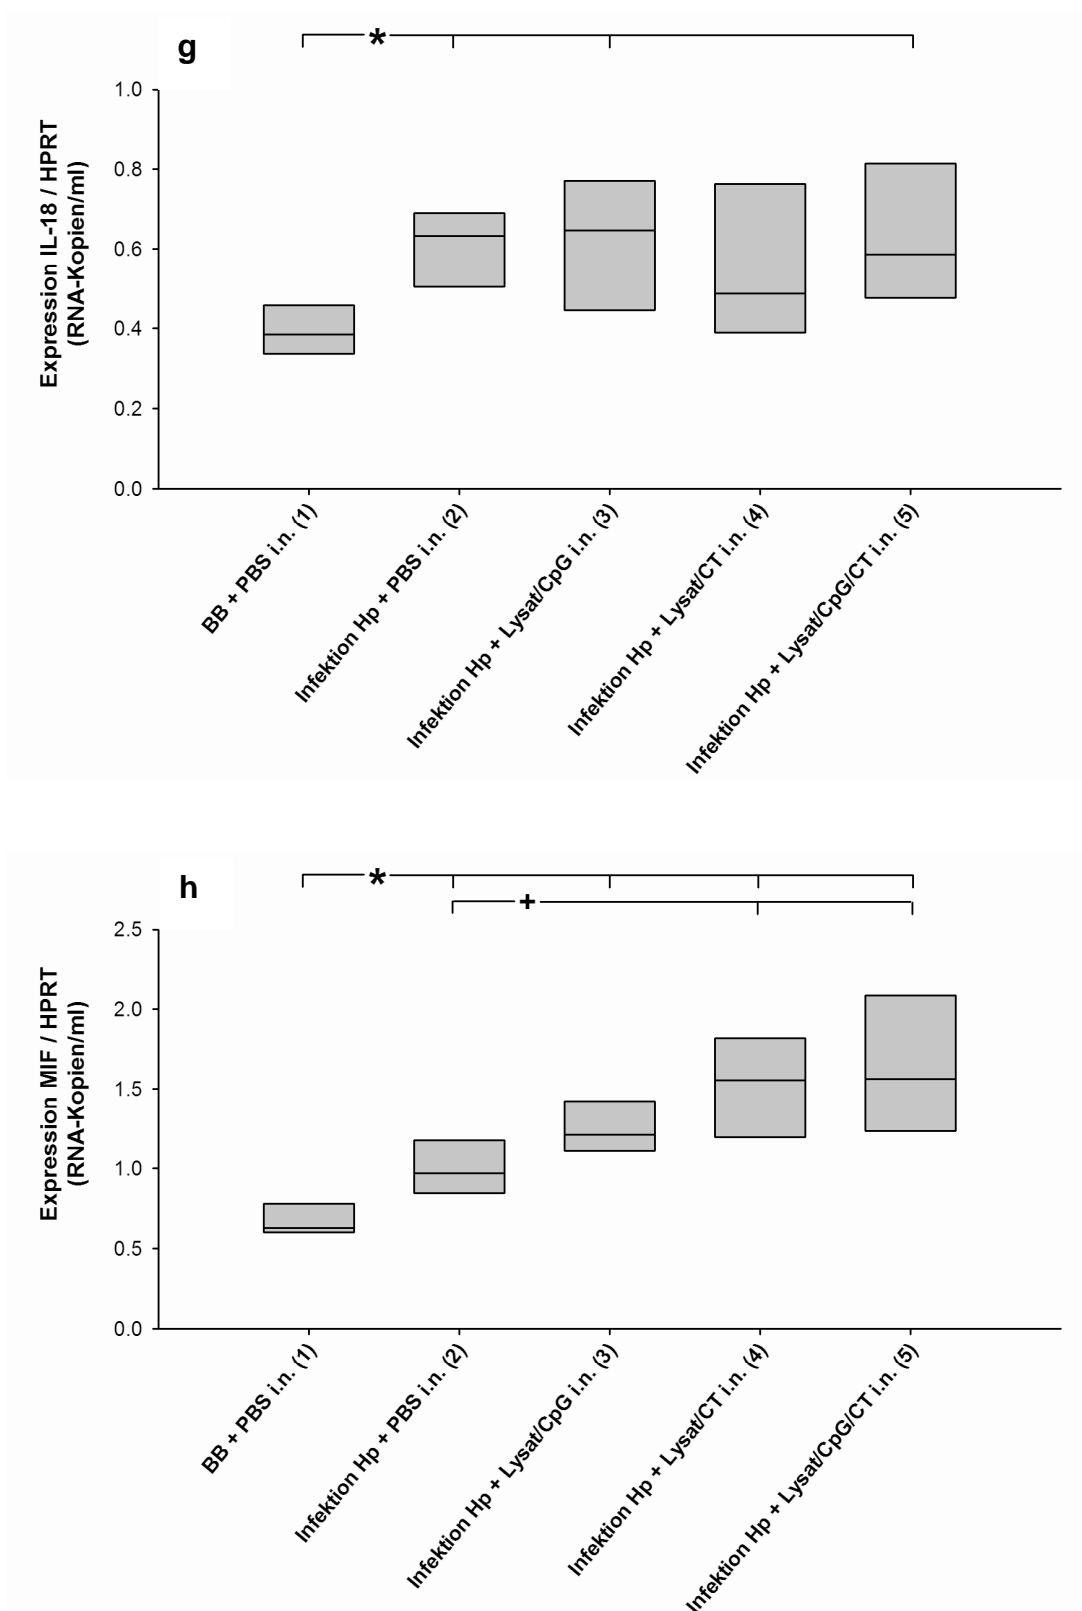 g
*
Expression IL-18 / HPRT
(RNA-Kopien/ml)
1.0
0.8
0.6
0.4
0.2
0.0
BB + PBS i.n. (1)
Infektion Hp + PBS i.n. (2)
Infektion Hp + Lysat/CpG i.n. (3)
Infektion Hp + Lysat/CT i.n. (4)
Infektion Hp + Lysat/CpG/CT i.n. (5)
h
*
+
Expression MIF / HPRT
(RNA-Kopien/ml)
2.5
2.0
1.5
1.0
0.5
0.0
BB + PBS i.n. (1)
Infektion Hp + PBS i.n. (2)
Infektion Hp + Lysat/CpG i.n. (3)
Infektion Hp + Lysat/CT i.n. (4)
Infektion Hp + Lysat/CpG/CT i.n. (5)